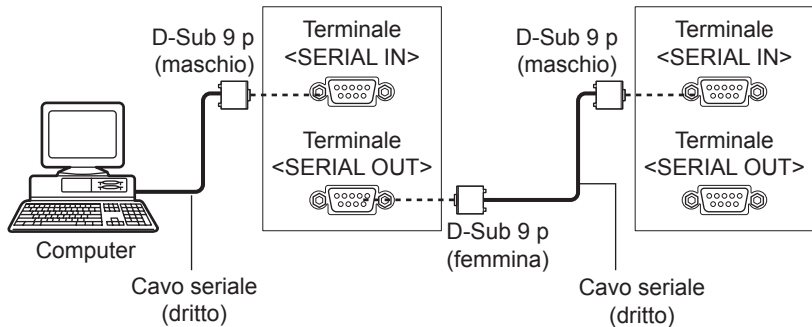 D-Sub 9 p
(maschio)
Terminale
<SERIAL IN>
Terminale
<SERIAL OUT>
Computer
Cavo seriale
(dritto)
D-Sub 9 p
(femmina)
D-Sub 9 p
(maschio)
Cavo seriale
(dritto)
Terminale
<SERIAL IN>
Terminale
<SERIAL OUT>